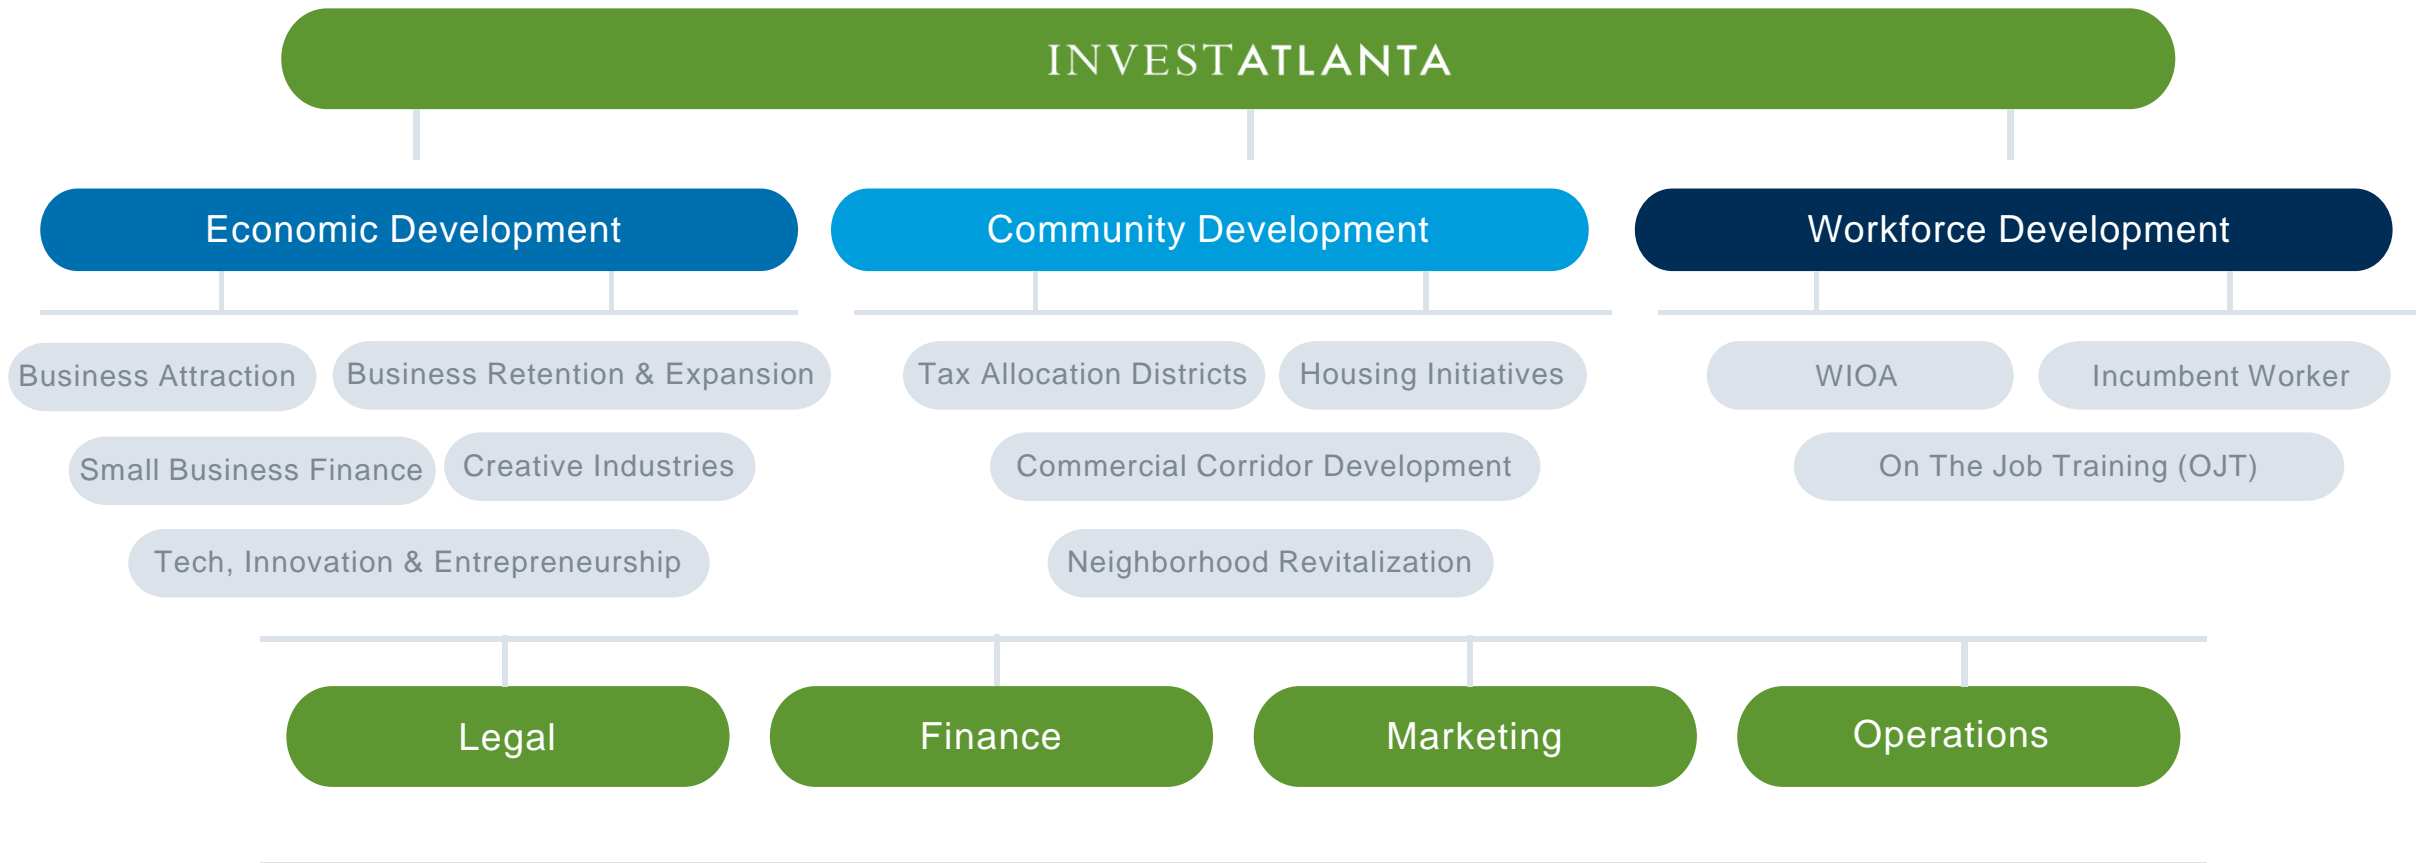 INVESTATLANTA
Economic Development
Community Development
Workforce Development
Business Attraction
Business Retention & Expansion
Tax Allocation Districts
Housing Initiatives
WIOA
Incumbent Worker
Small Business Finance
Creative Industries
Commercial Corridor Development
On The Job Training (OJT)
Tech, Innovation & Entrepreneurship
Neighborhood Revitalization
Legal
Finance
Marketing
Operations